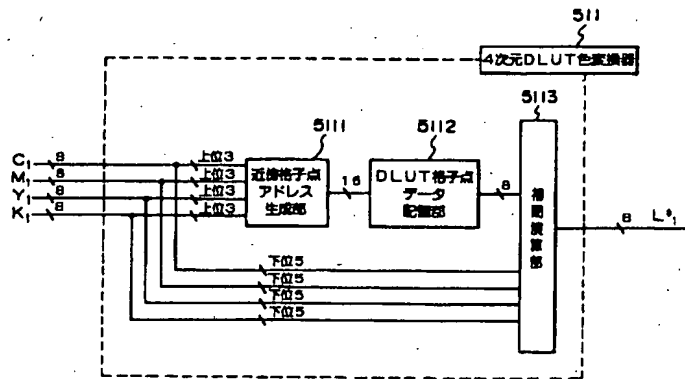 511
4次元DLUT色変換器
5113
5111
5112
C1 8 上位3
M1 8 上位3
Y1 8 上位3
K1 8 上位3
近傍格子点
アドレス
生成部
16
DLUT格子点
データ
記憶部
8
補間演算部
8
L*1
下位5
下位5
下位5
下位5